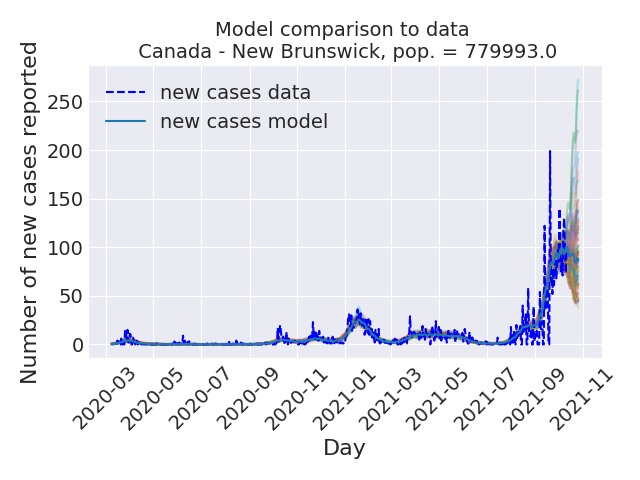 Model comparison to data
Canada - New Brunswick, pop. = 779993.0
Number of new cases reported
250
200
150
100
50
0
new cases data
new cases model
2020-03
2020-05
2020-07
2020-09
2020-11
2021-01
2021-03
2021-05
2021-07
2021-09
2021-11
Day